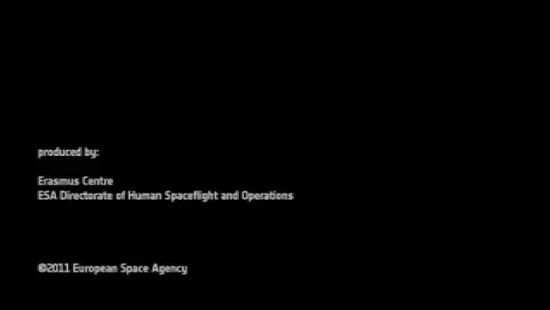 produced by:
Erasmus Centre
ESA Directorate of Human Spaceflight and Operations
©2011 European Space Agency